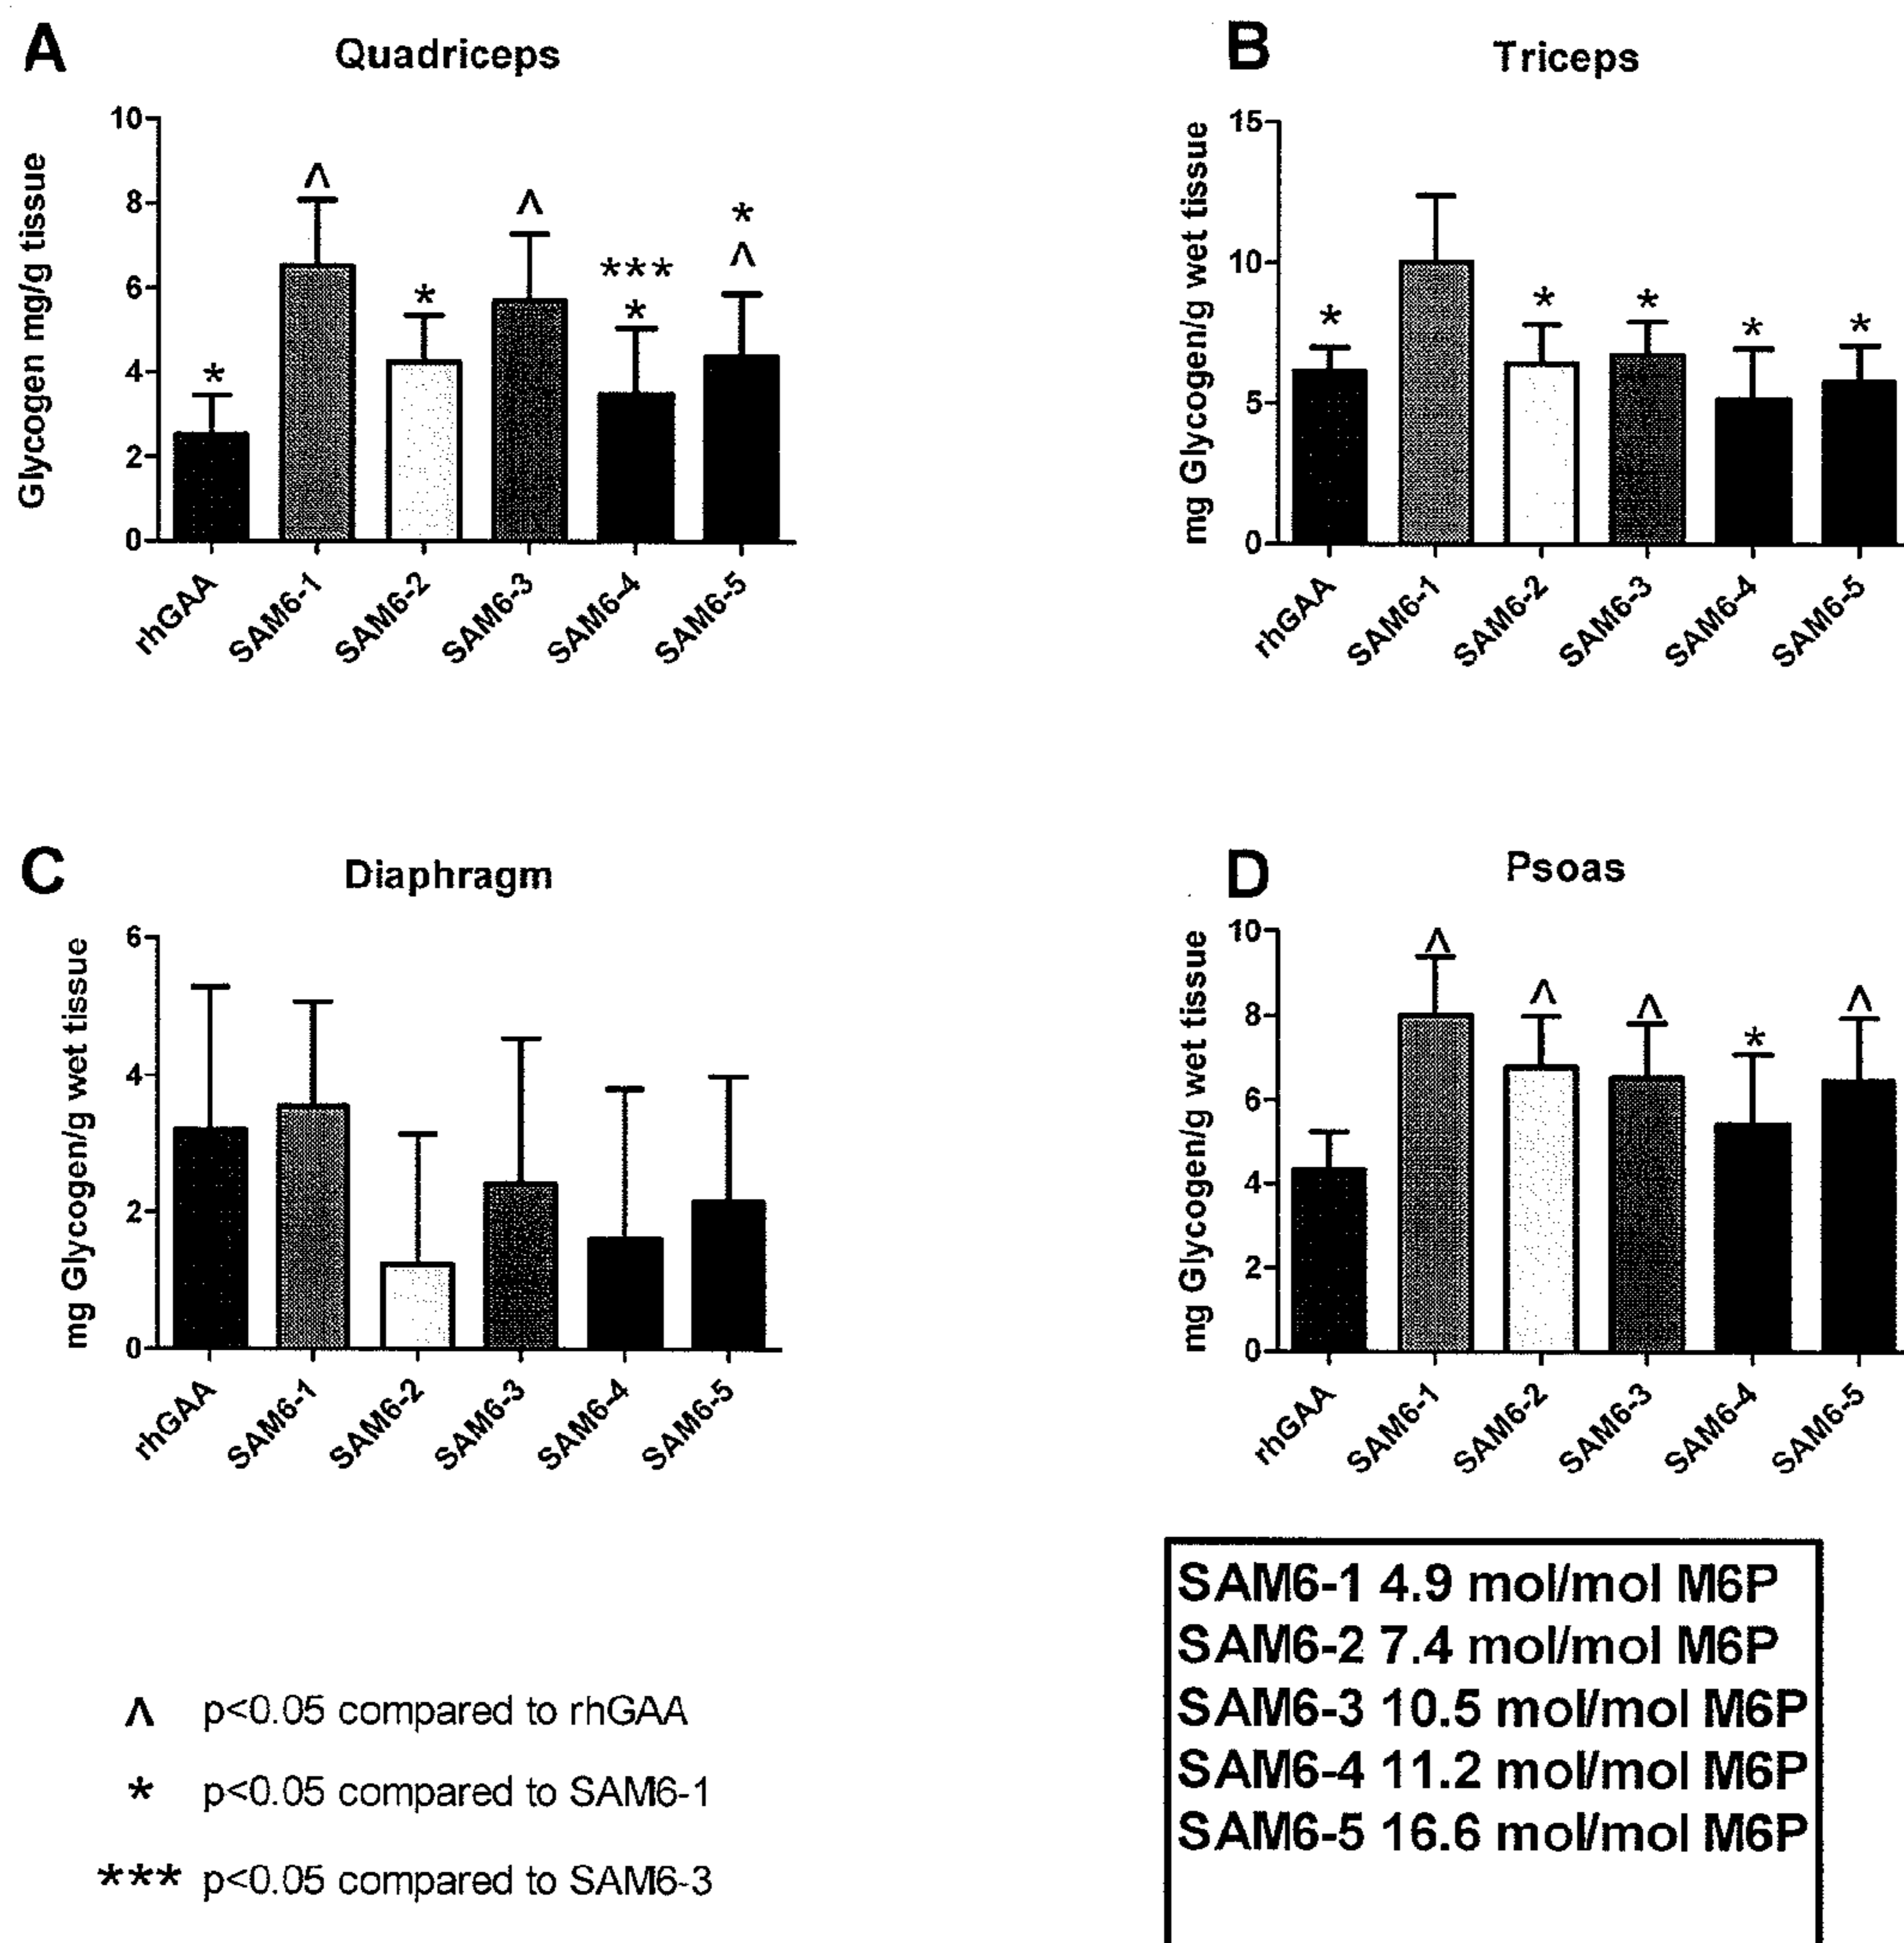 A
Quadriceps
Glycogen mg/g tissue
10
8
6
4
2
0
^
^
*
*
^
***
*
*
rhGAA
SAM6-1
SAM6-2
SAM6-3
SAM6-4
SAM6-5
B
Triceps
mg Glycogen/g wet tissue
15
10
5
0
*
*
*
*
*
rhGAA
SAM6-1
SAM6-2
SAM6-3
SAM6-4
SAM6-5
C
Diaphragm
mg Glycogen/g wet tissue
6
4
2
0
rhGAA
SAM6-1
SAM6-2
SAM6-3
SAM6-4
SAM6-5
D
Psoas
mg Glycogen/g wet tissue
10
8
6
4
2
0
^
^
^
*
^
rhGAA
SAM6-1
SAM6-2
SAM6-3
SAM6-4
SAM6-5
^ p<0.05 compared to rhGAA
* p<0.05 compared to SAM6-1
*** p<0.05 compared to SAM6-3
SAM6-1 4.9 mol/mol M6P
SAM6-2 7.4 mol/mol M6P
SAM6-3 10.5 mol/mol M6P
SAM6-4 11.2 mol/mol M6P
SAM6-5 16.6 mol/mol M6P